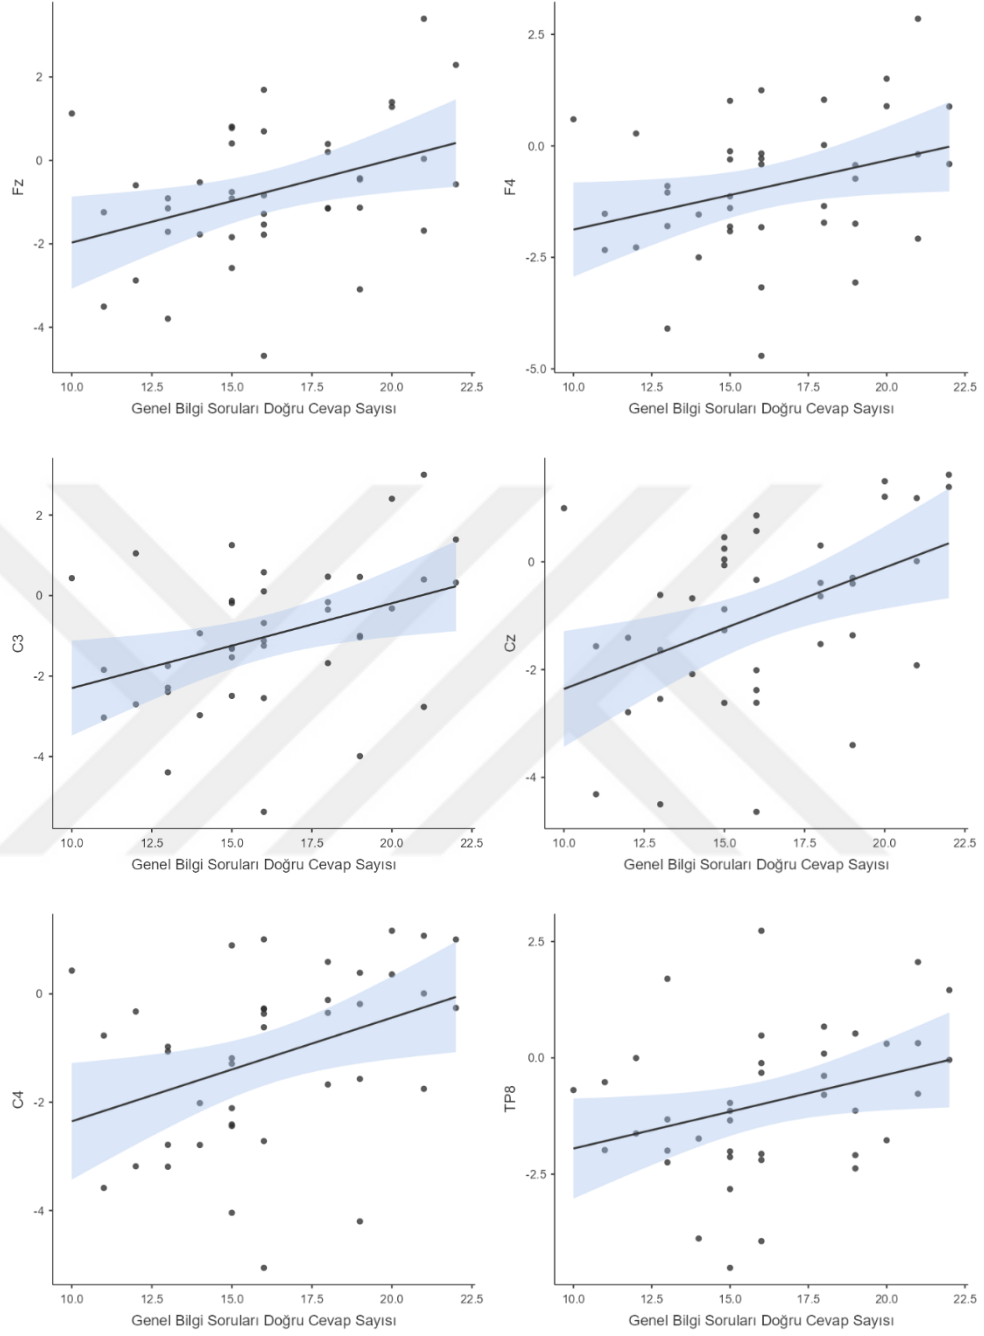 Fz
2
0
-2
-4
10.0 12.5 15.0 17.5 20.0 22.5
Genel Bilgi Soruları Doğru Cevap Sayısı
F4
2.5
0.0
-2.5
-5.0
10.0 12.5 15.0 17.5 20.0 22.5
Genel Bilgi Soruları Doğru Cevap Sayısı
C3
2
0
-2
-4
10.0 12.5 15.0 17.5 20.0 22.5
Genel Bilgi Soruları Doğru Cevap Sayısı
Cz
0
-2
-4
10.0 12.5 15.0 17.5 20.0 22.5
Genel Bilgi Soruları Doğru Cevap Sayısı
C4
0
-2
-4
10.0 12.5 15.0 17.5 20.0 22.5
Genel Bilgi Soruları Doğru Cevap Sayısı
TP8
2.5
0.0
-2.5
10.0 12.5 15.0 17.5 20.0 22.5
Genel Bilgi Soruları Doğru Cevap Sayısı